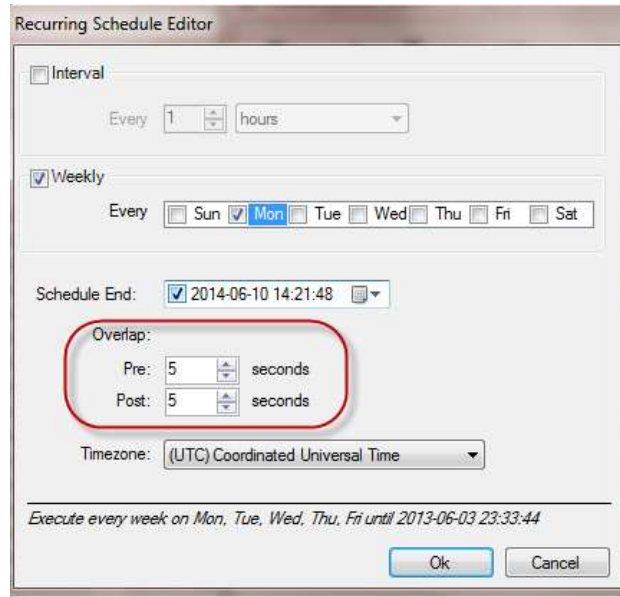 Recurring Schedule Editor
Interval
Every 1 hours
Weekly
Every Sun Mon Tue Wed Thu Fri Sat
Schedule End: 2014-06-10 14:21:48
Overlap:
Pre: 5 seconds
Post: 5 seconds
Timezone: (UTC) Coordinated Universal Time
Execute every week on Mon, Tue, Wed, Thu, Fri until 2013-06-03 23:33:44
Ok Cancel